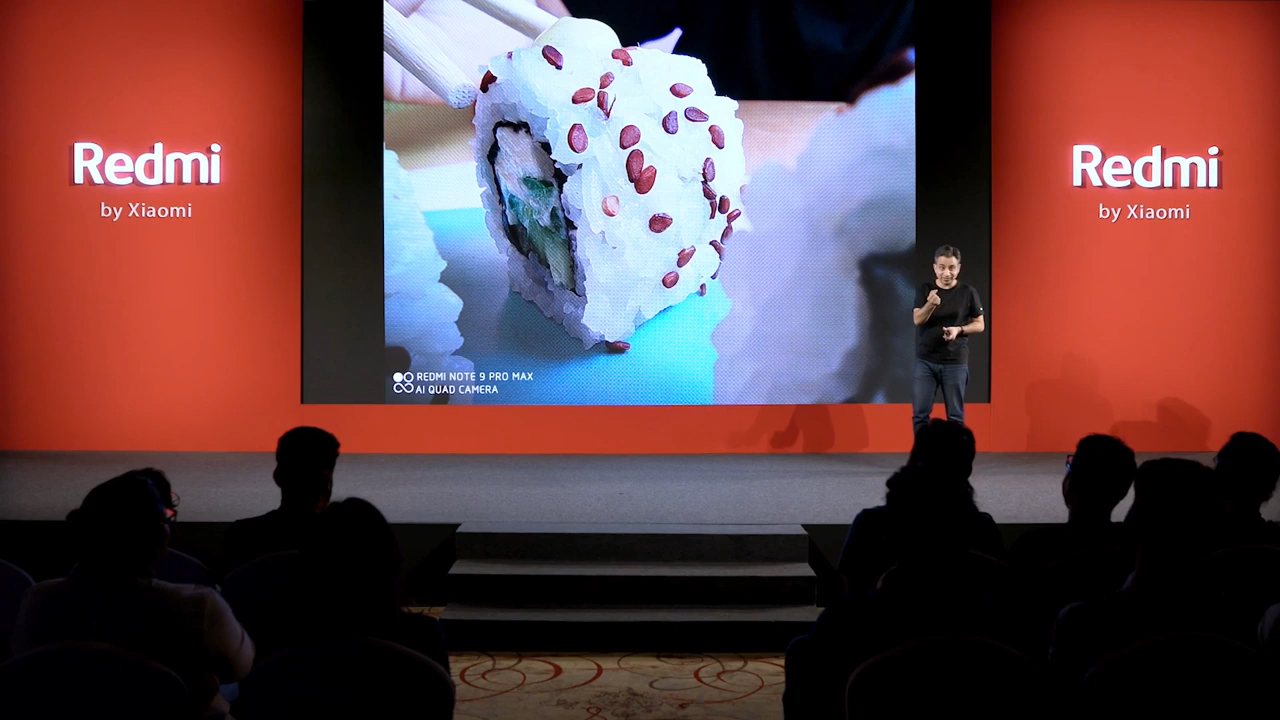 Redmi
by Xiaomi
REDMI NOTE 9 PRO MAX
AI QUAD CAMERA
Redmi
by Xiaomi